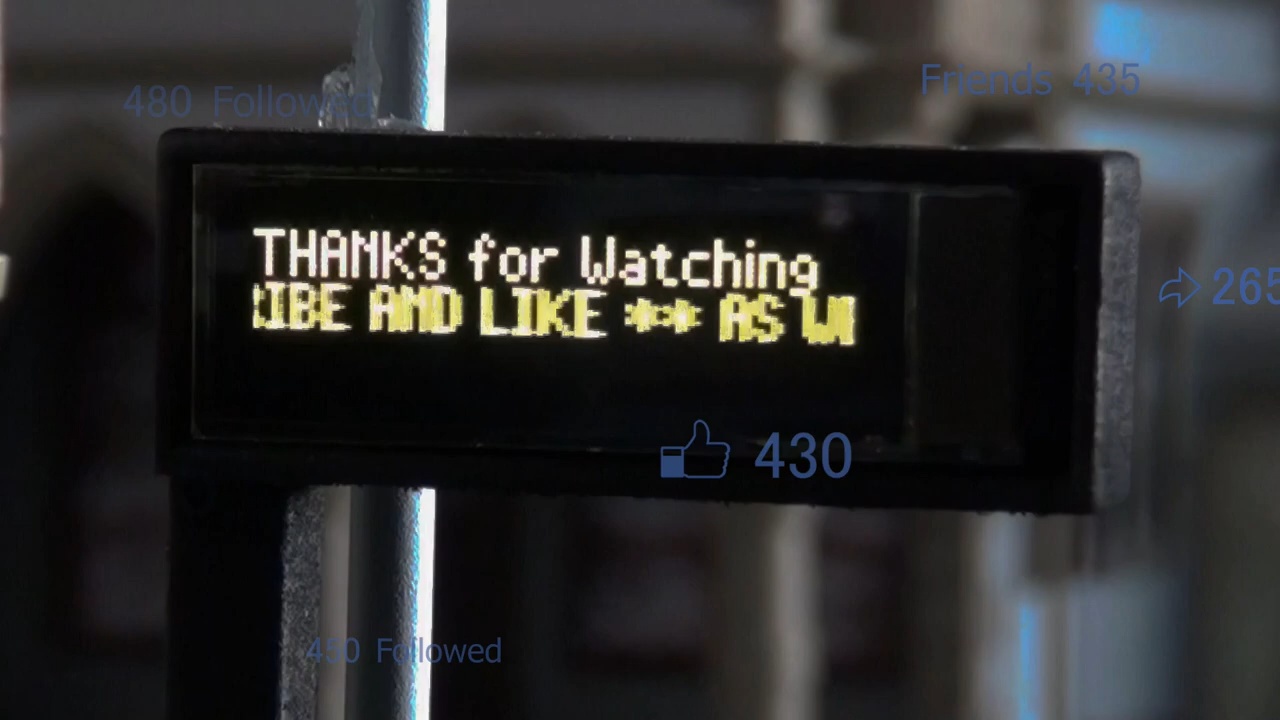 480 Followed
Friends 435
THANKS for Watching
IBE AND LIKE ** AS
265
430
450 Followed